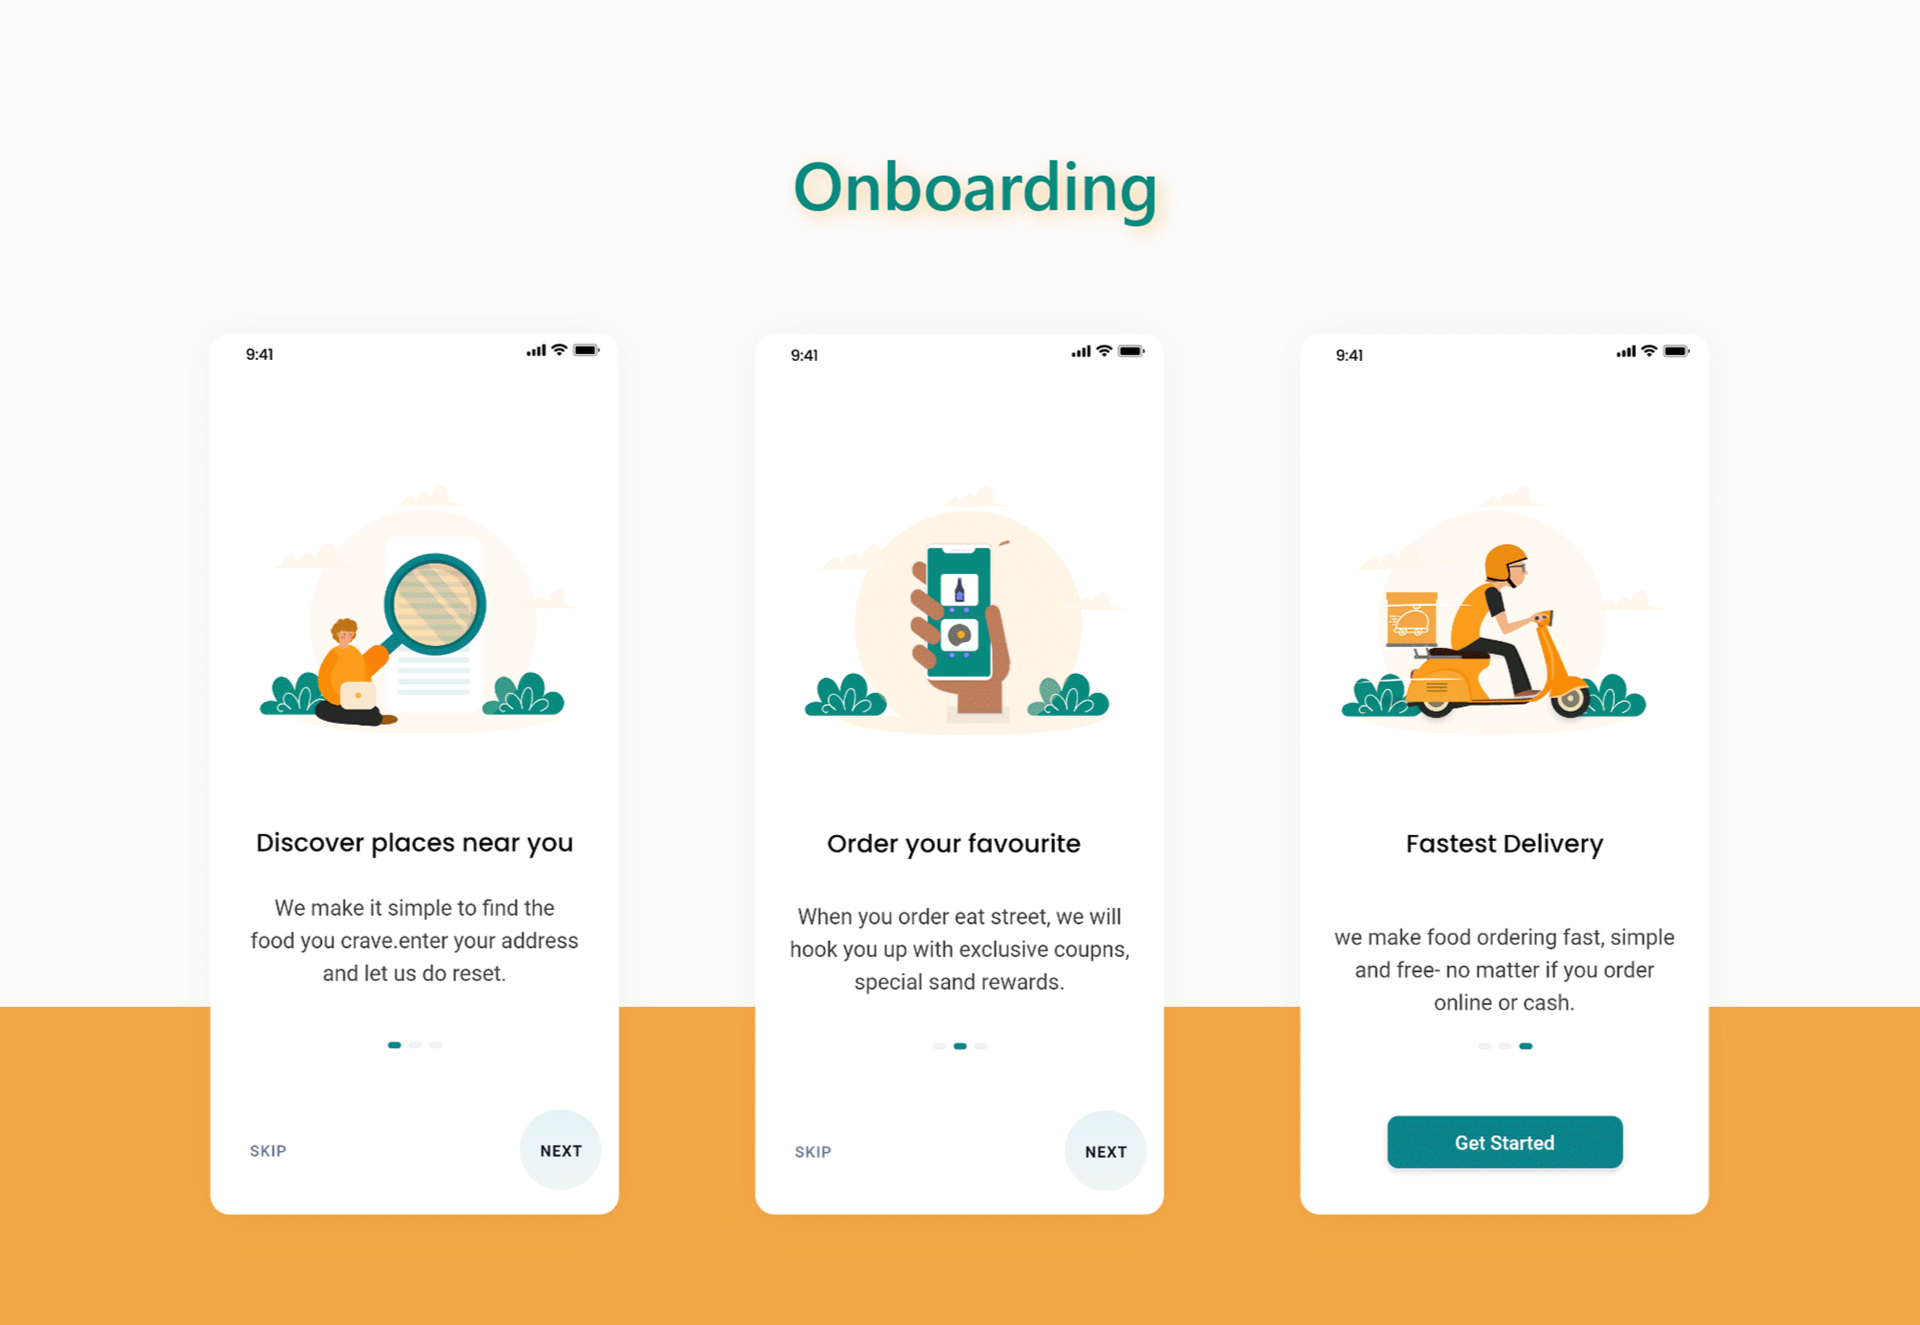 Onboarding
9:41
Discover places near you
We make it simple to find the
food you crave.enter your address
and let us do reset.
SKIP
NEXT
9:41
Order your favourite
When you order eat street, we will
hook you up with exclusive coupns,
special sand rewards.
SKIP
NEXT
9:41
Fastest Delivery
we make food ordering fast, simple
and free- no matter if you order
online or cash.
Get Started